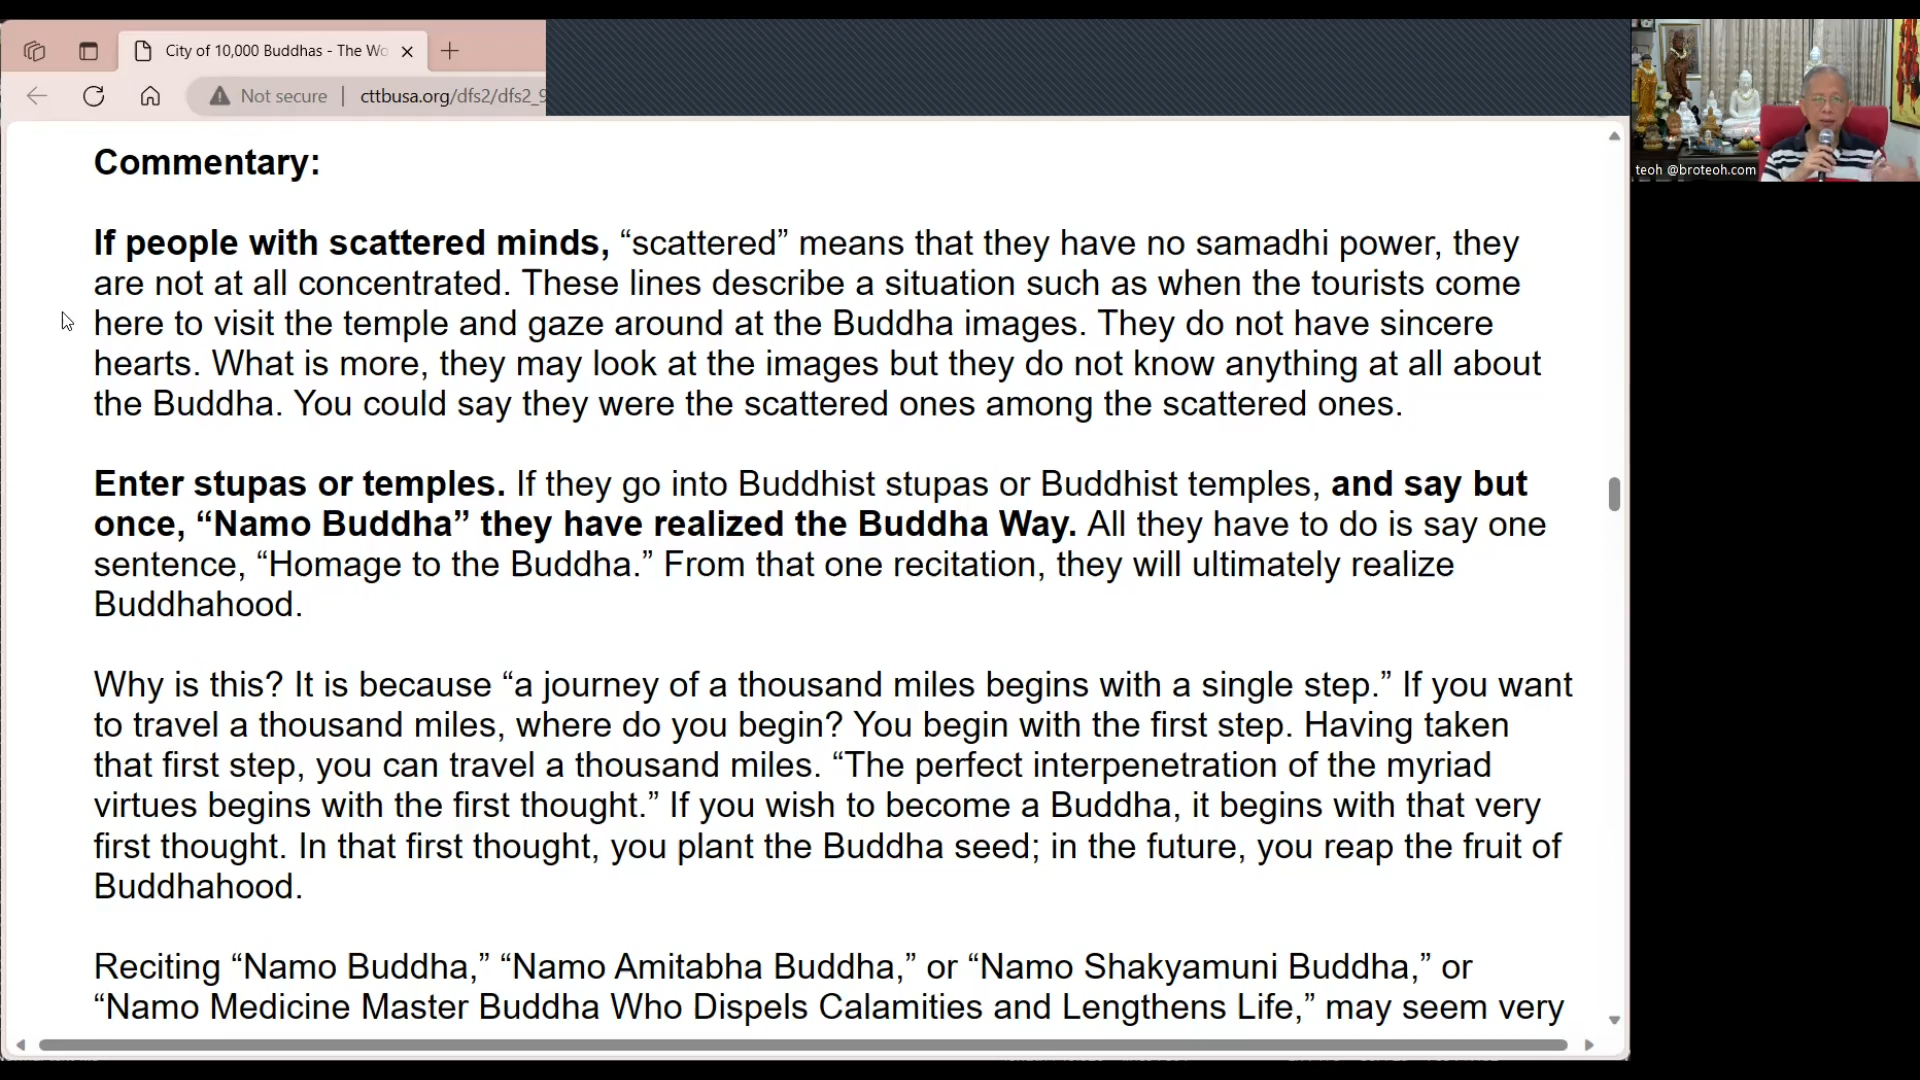 City of 10,000 Buddhas - The Wo
Not secure | cttbusa.org/dfs2/dfs2_9
teoh @broteoh.com
Commentary:
If people with scattered minds, “scattered” means that they have no samadhi power, they
are not at all concentrated. These lines describe a situation such as when the tourists come
here to visit the temple and gaze around at the Buddha images. They do not have sincere
hearts. What is more, they may look at the images but they do not know anything at all about
the Buddha. You could say they were the scattered ones among the scattered ones.
Enter stupas or temples. If they go into Buddhist stupas or Buddhist temples, and say but
once, “Namo Buddha” they have realized the Buddha Way. All they have to do is say one
sentence, “Homage to the Buddha.” From that one recitation, they will ultimately realize
Buddhahood.
Why is this? It is because “a journey of a thousand miles begins with a single step.” If you want
to travel a thousand miles, where do you begin? You begin with the first step. Having taken
that first step, you can travel a thousand miles. “The perfect interpenetration of the myriad
virtues begins with the first thought.” If you wish to become a Buddha, it begins with that very
first thought. In that first thought, you plant the Buddha seed; in the future, you reap the fruit of
Buddhahood.
Reciting “Namo Buddha,” “Namo Amitabha Buddha,” or “Namo Shakyamuni Buddha,” or
“Namo Medicine Master Buddha Who Dispels Calamities and Lengthens Life,” may seem very